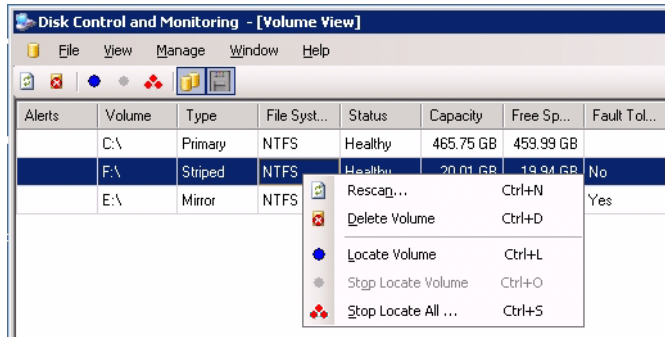 Disk Control and Monitoring - [Volume View]
File View Manage Window Help
Alerts Volume Type File Syst... Status Capacity Free Sp... Fault Tol...
C:\ Primary NTFS Healthy 465.75 GB 459.99 GB
F:\ Striped NTFS Healthy 20.01 GB 19.94 GB No
E:\ Mirror NTFS Yes
Rescan... Ctrl+N
Delete Volume Ctrl+D
Locate Volume Ctrl+L
Stop Locate Volume Ctrl+O
Stop Locate All ... Ctrl+S